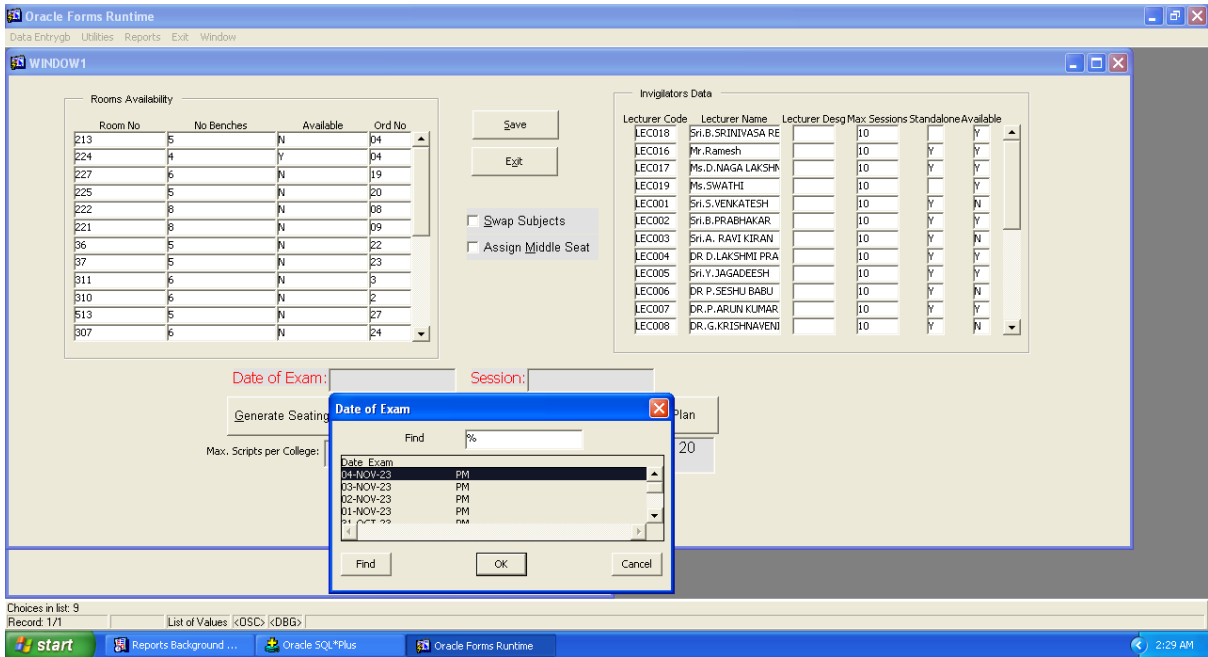 Oracle Forms Runtime
Data Entrygb Utilities Reports Exit Window
WINDOW1
Rooms Availability
Room No No Benches Available Ord No
213 5 N 04
224 4 Y 04
227 6 N 19
225 5 N 20
222 8 N 08
221 8 N 09
36 5 N 22
37 5 N 23
311 6 N 3
310 6 N 2
513 5 N 27
307 6 N 24
Save
Exit
Swap Subjects
Assign Middle Seat
Invigilators Data
Lecturer Code Lecturer Name Lecturer Desg Max Sessions Standalone Available
LEC018 Sri.B.SRINIVASA RE 10 Y
LEC016 Mr.Ramesh 10 Y Y
LEC017 Ms.D.NAGA LAKSHM 10 Y Y
LEC019 Ms.SWATHI 10 Y
LEC001 Sri.S.VENKATESH 10 Y N
LEC002 Sri.B.PRABHAKAR 10 Y Y
LEC003 Sri.A. RAVI KIRAN 10 Y N
LEC004 DR D.LAKSHMI PRA 10 Y Y
LEC005 Sri.Y.JAGADEESH 10 Y Y
LEC006 DR P.SESHU BABU 10 Y N
LEC007 DR.P.ARUN KUMAR 10 Y Y
LEC008 DR.G.KRISHNAVENI 10 Y N
Date of Exam: Session:
Generate Seating Plan
Max. Scripts per College: 20
Date of Exam
Find %
Date Exam
04-NOV-23 PM
03-NOV-23 PM
02-NOV-23 PM
01-NOV-23 PM
31-OCT-23 PM
Find OK Cancel
Choices in list: 9
Record: 1/1 List of Values <OSC> <DBG>
start Reports Background ... Oracle SQL*Plus Oracle Forms Runtime 2:29 AM